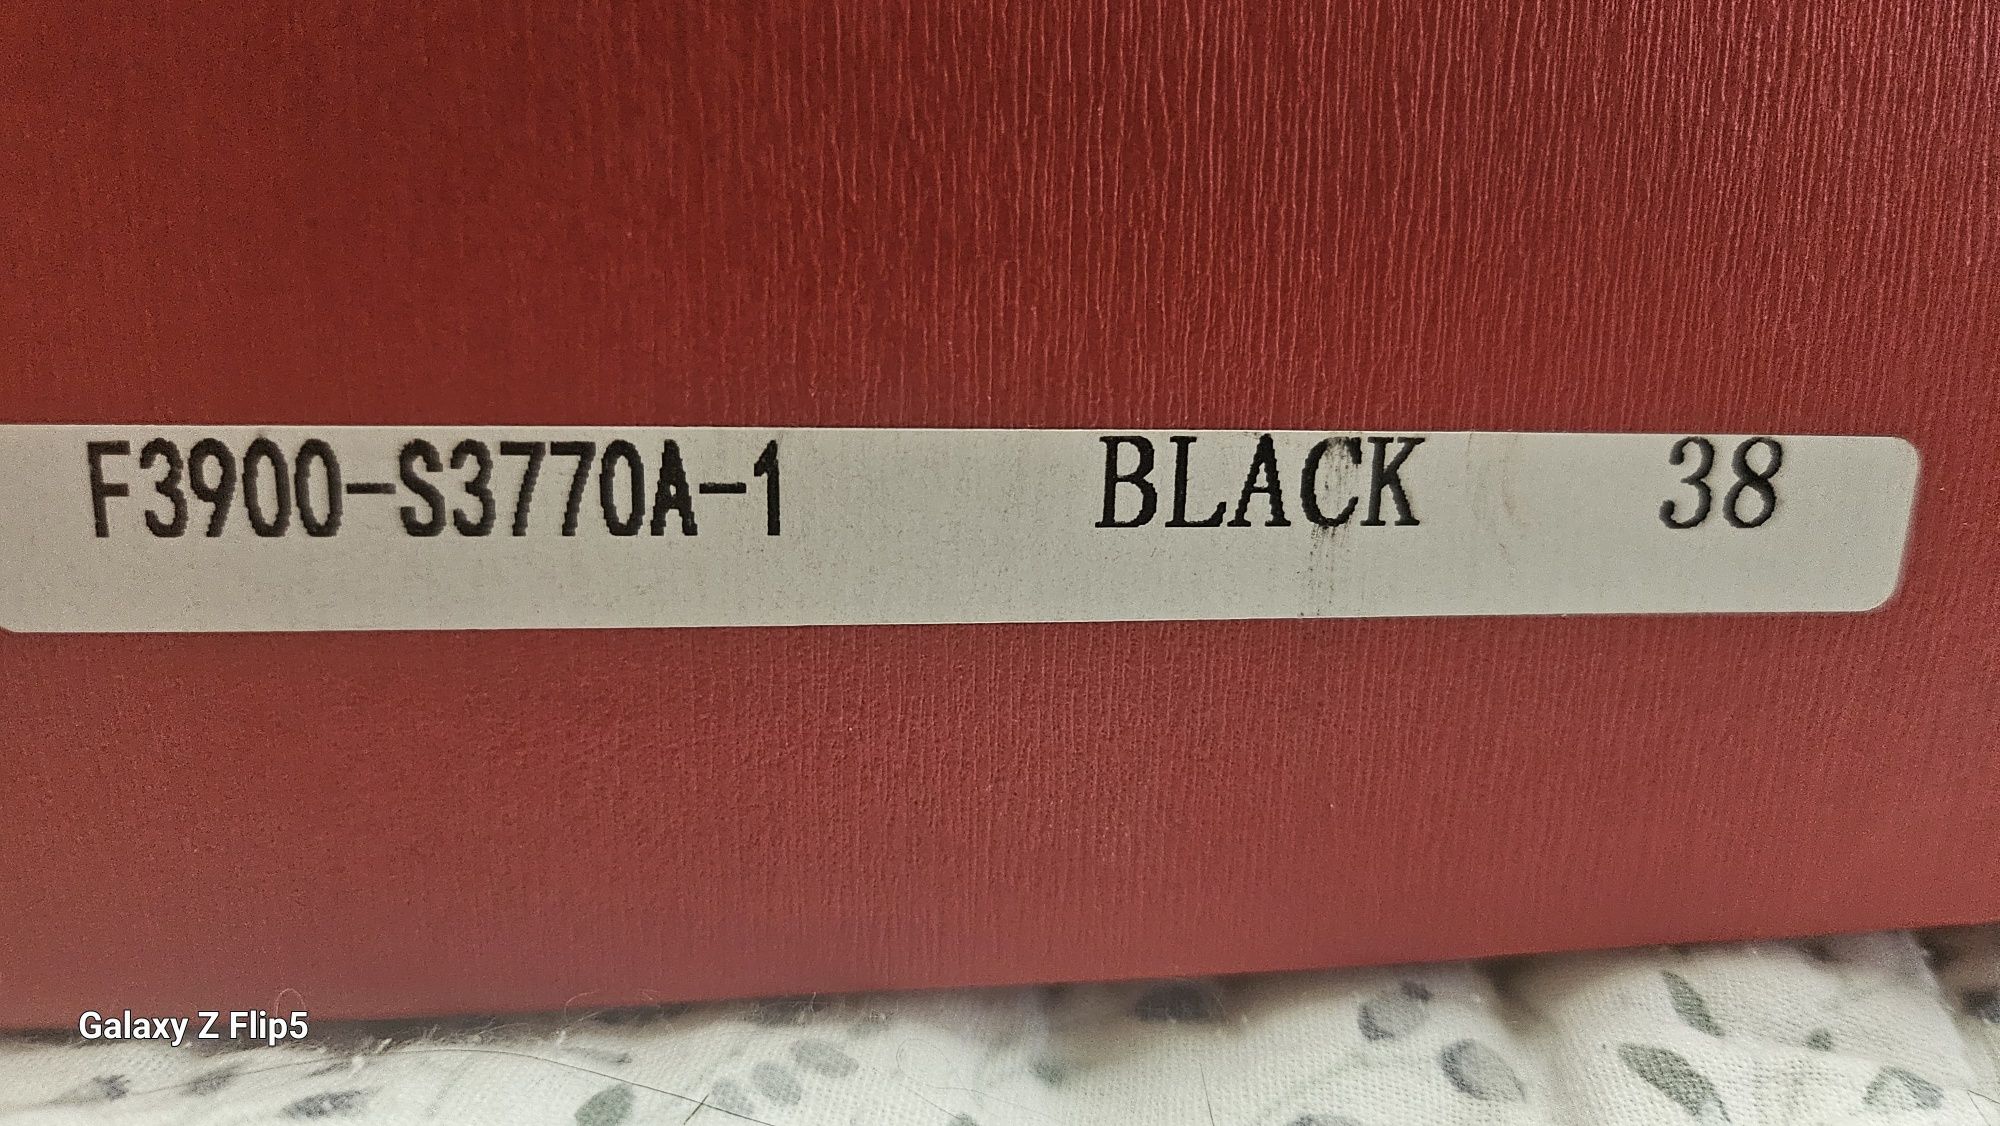 F3900-S3770A-1 BLACK 38
Galaxy Z Flip5